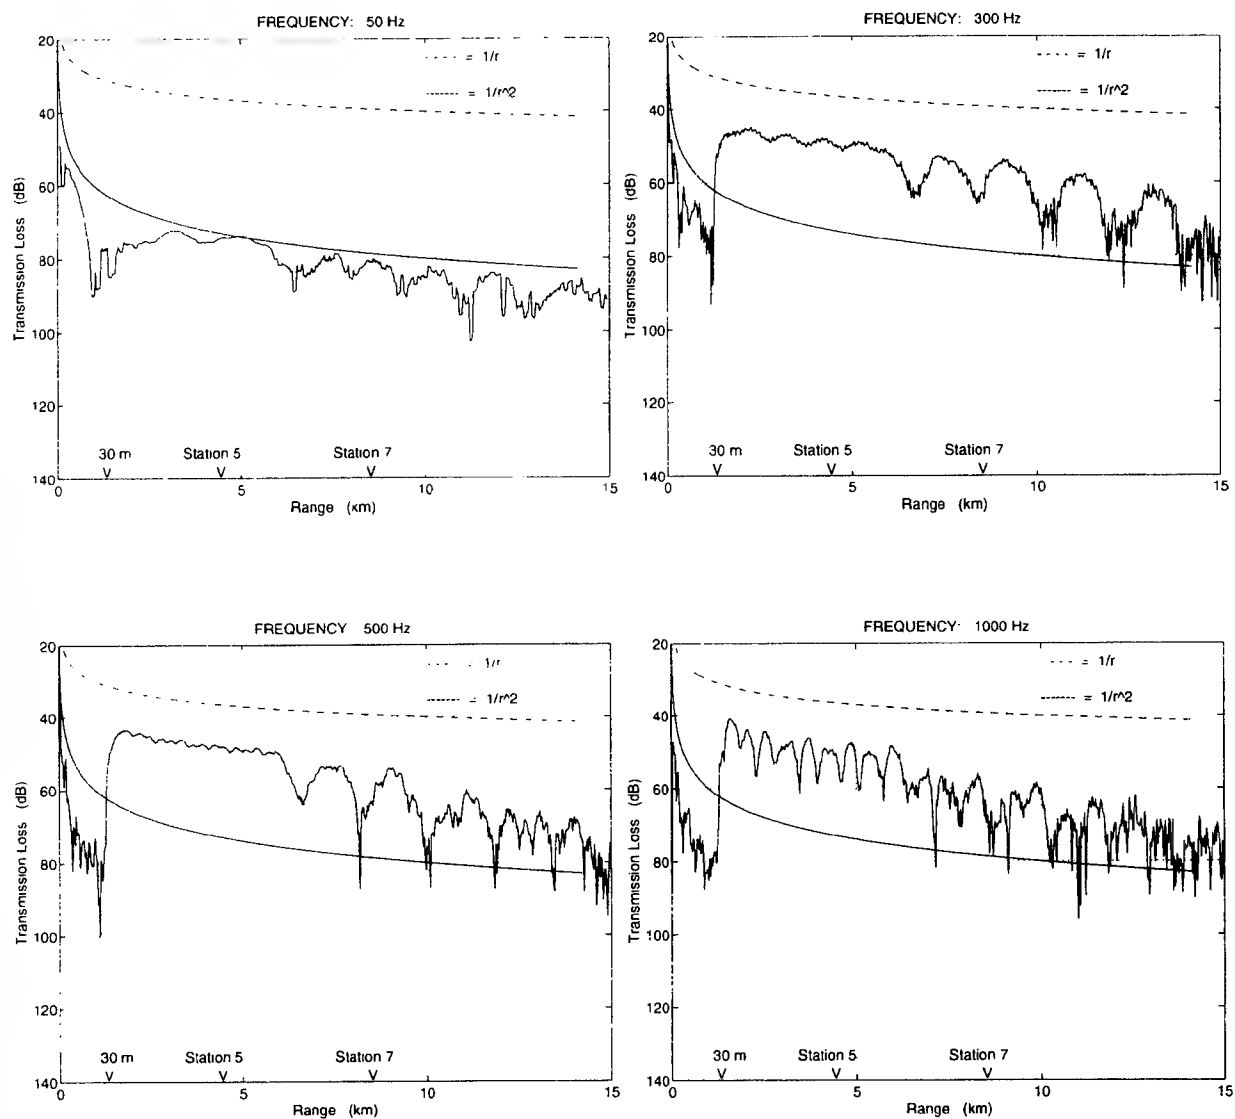 FREQUENCY: 50 Hz
20
40
60
80
100
120
140
Transmission Loss (dB)
= 1/r
= 1/r^2
30 m
Station 5
Station 7
0
5
10
15
Range (km)
FREQUENCY: 300 Hz
20
40
60
80
100
120
140
Transmission Loss (dB)
= 1/r
= 1/r^2
30 m
Station 5
Station 7
0
5
10
15
Range (km)
FREQUENCY 500 Hz
20
40
60
80
100
120
140
Transmission Loss (dB)
= 1/r
= 1/r^2
30 m
Station 5
Station 7
0
5
10
15
Range (km)
FREQUENCY: 1000 Hz
20
40
60
80
100
120
140
Transmission Loss (dB)
= 1/r
= 1/r^2
30 m
Station 5
Station 7
0
5
10
15
Range (km)